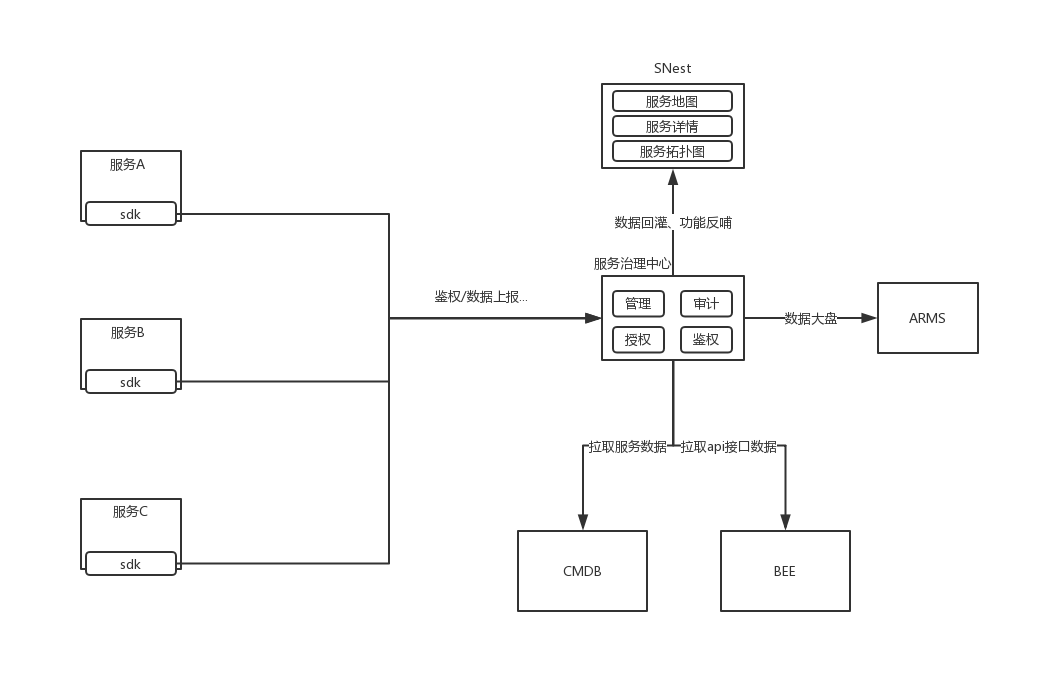 SNest
服务地图
服务详情
服务拓扑图
服务A
sdk
数据回灌、功能反哺
服务治理中心
鉴权/数据上报...
管理
审计
授权
鉴权
数据大盘
ARMS
服务B
sdk
拉取服务数据
拉取api接口数据
服务C
sdk
CMDB
BEE